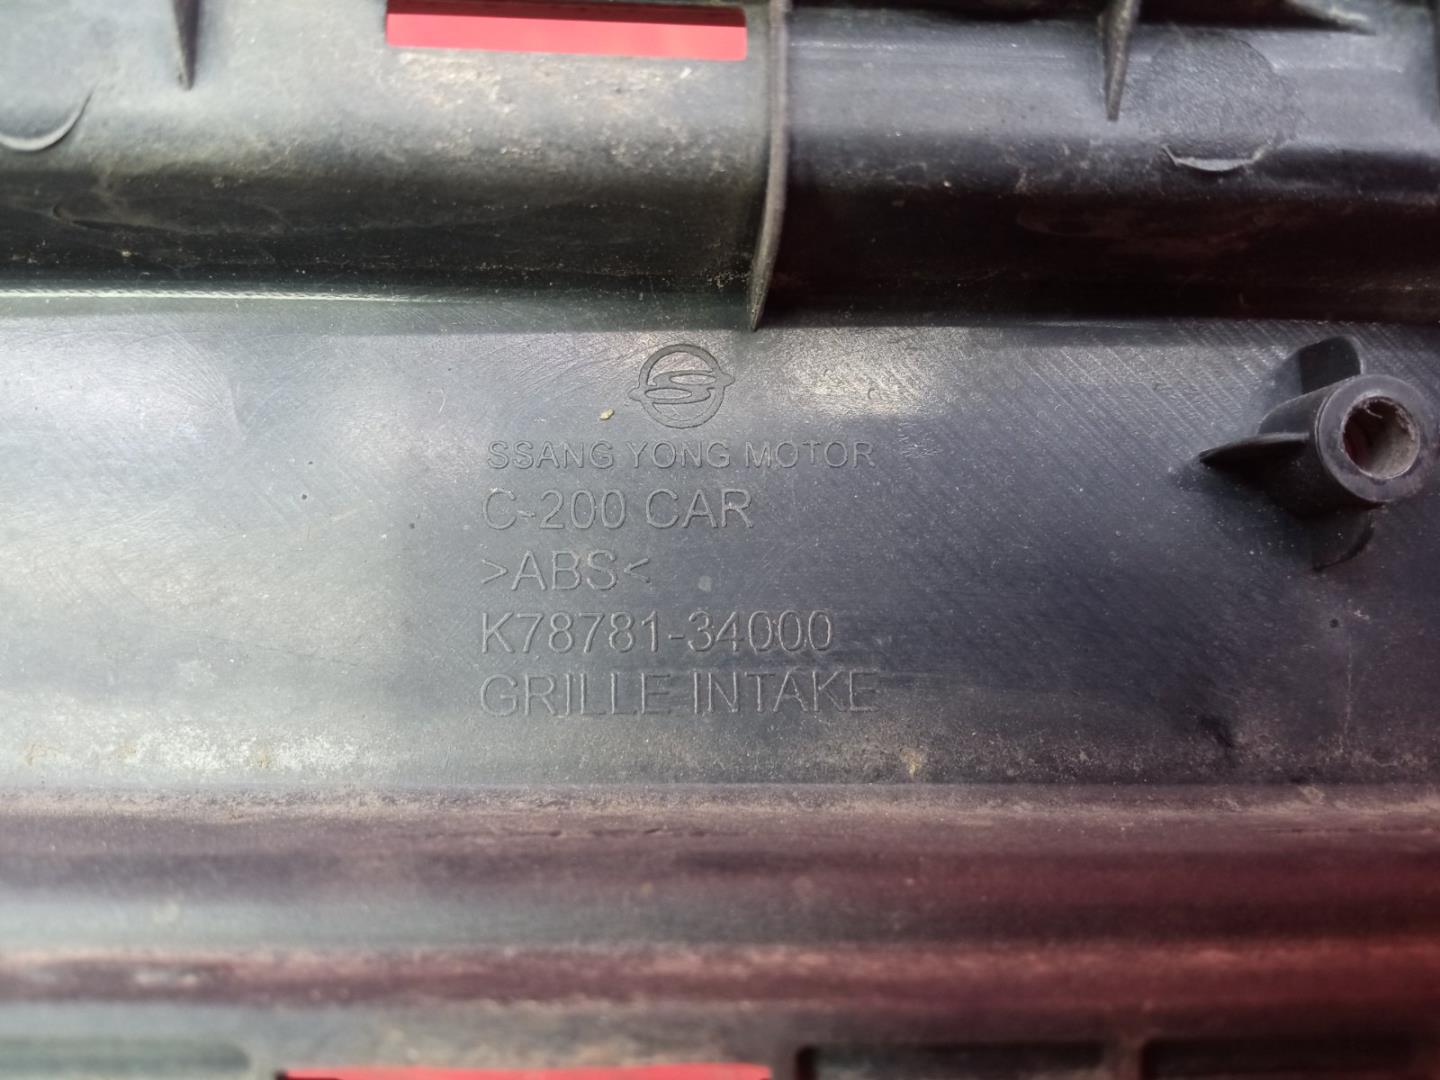 SSANG YONG MOTOR
C-200 CAR
>ABS<
K78781-34000
GRILLE INTAKE